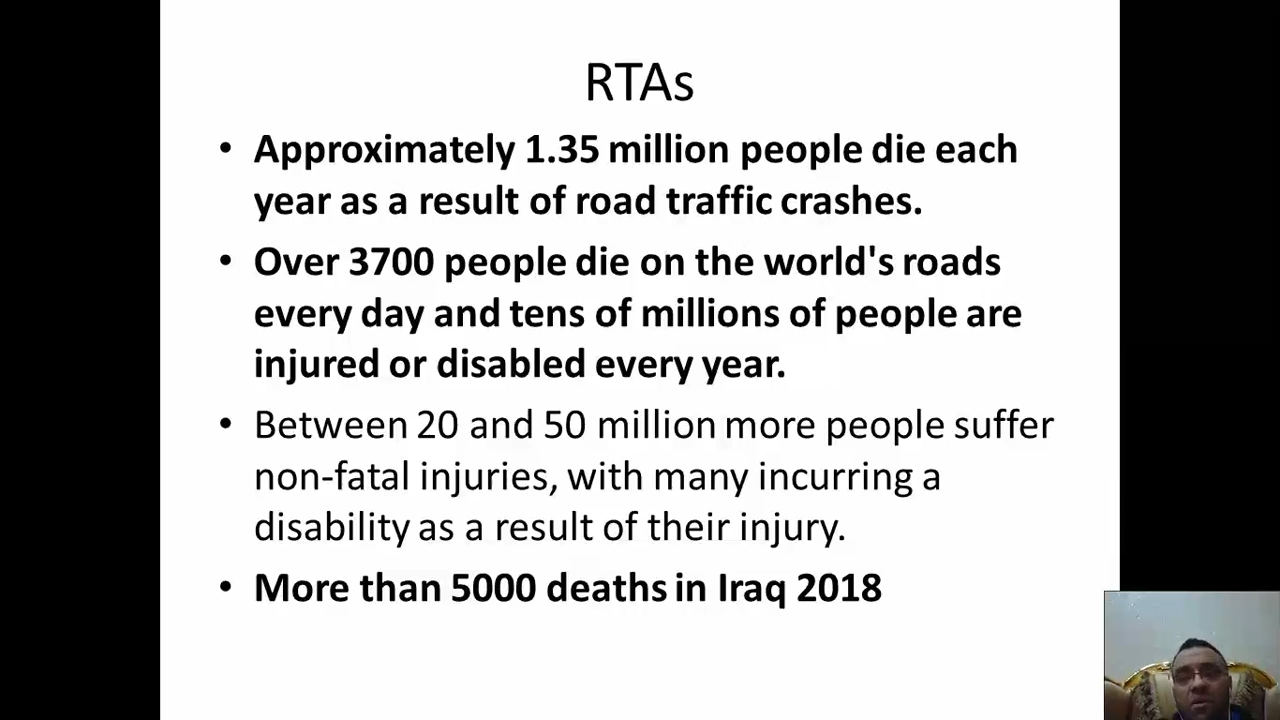 RTAs
• Approximately 1.35 million people die each
year as a result of road traffic crashes.
• Over 3700 people die on the world's roads
every day and tens of millions of people are
injured or disabled every year.
• Between 20 and 50 million more people suffer
non-fatal injuries, with many incurring a
disability as a result of their injury.
• More than 5000 deaths in Iraq 2018